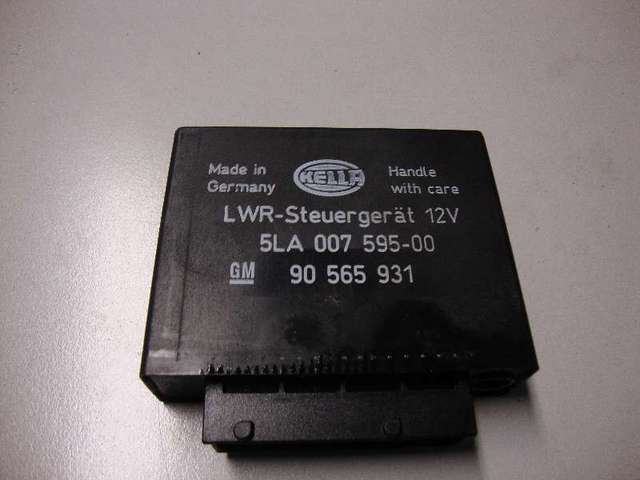 Made in Germany
HELLA
Handle with care
LWR-Steuergerät 12V
5LA 007 595-00
GM 90 565 931